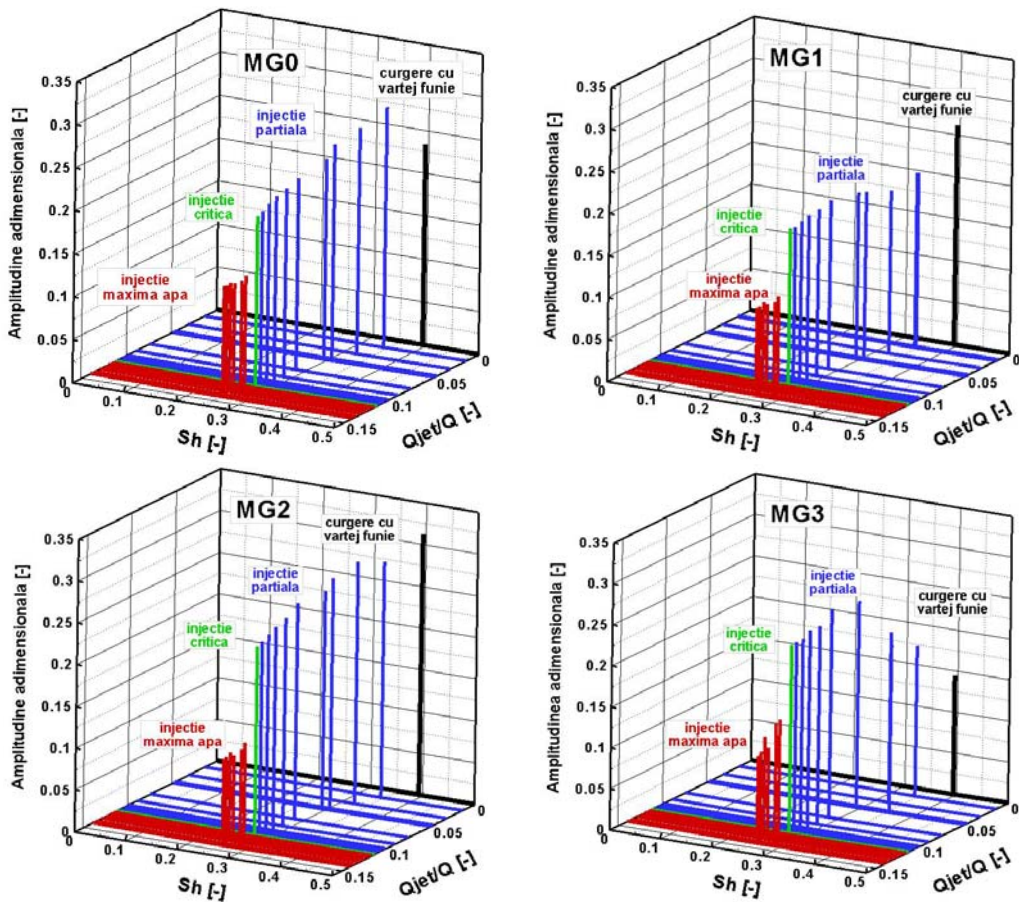 MG0
curgere cu
vartej funie
injectie
partiala
injectie
critica
injectie
maxima apa
Amplitudine adimensionala [-]
0.35
0.3
0.25
0.2
0.15
0.1
0.05
0
0
0.1
0.2
0.3
0.4
0.5
Sh [-]
0.15
0.1
0.05
0
Qjet/Q [-]
MG1
curgere cu
vartej funie
injectie
partiala
injectie
critica
injectie
maxima apa
Amplitudine adimensionala [-]
0.35
0.3
0.25
0.2
0.15
0.1
0.05
0
0
0.1
0.2
0.3
0.4
0.5
Sh [-]
0.15
0.1
0.05
0
Qjet/Q [-]
MG2
curgere cu
vartej funie
injectie
partiala
injectie
critica
injectie
maxima apa
Amplitudine adimensionala [-]
0.35
0.3
0.25
0.2
0.15
0.1
0.05
0
0
0.1
0.2
0.3
0.4
0.5
Sh [-]
0.15
0.1
0.05
0
Qjet/Q [-]
MG3
injectie
partiala
curgere cu
vartej funie
injectie
critica
injectie
maxima apa
Amplitudinea adimensionala [-]
0.35
0.3
0.25
0.2
0.15
0.1
0.05
0
0
0.1
0.2
0.3
0.4
0.5
Sh [-]
0.15
0.1
0.05
0
Qjet/Q [-]